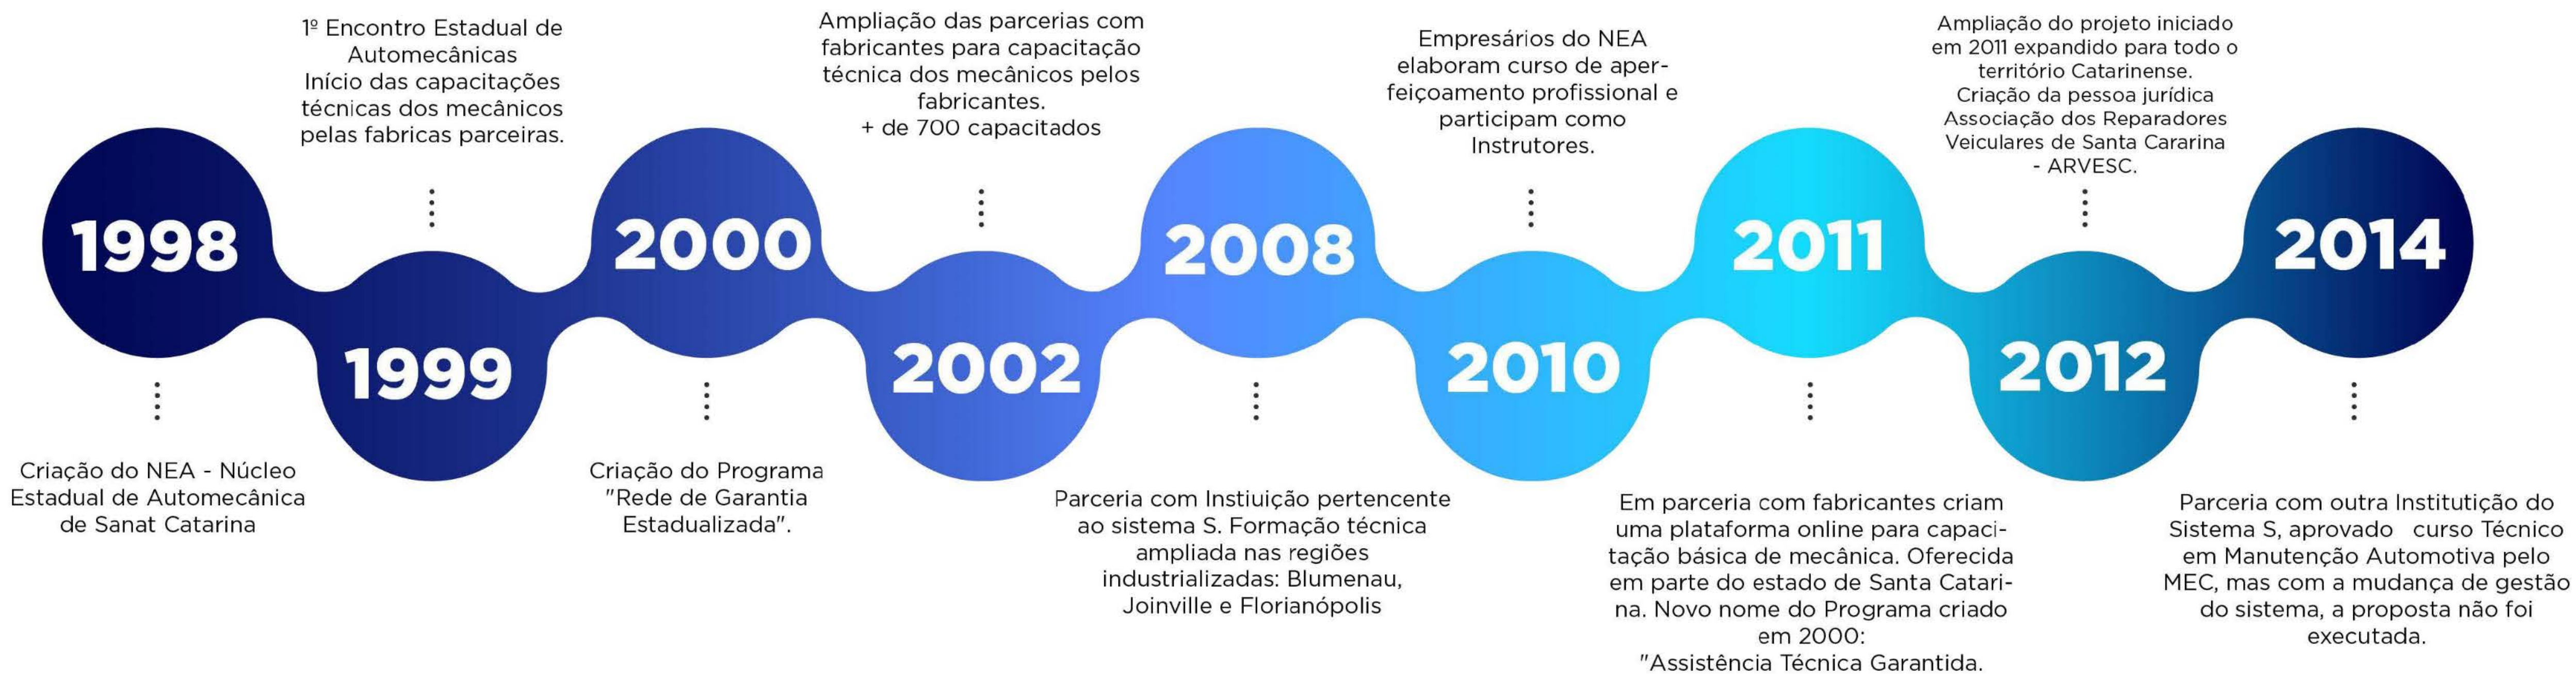 1998
Criação do NEA - Núcleo
Estadual de Automecânica
de Sanat Catarina
1º Encontro Estadual de
Automecânicas
Início das capacitações
técnicas dos mecânicos
pelas fabricas parceiras.
1999
2000
Criação do Programa
"Rede de Garantia
Estadualizada".
Ampliação das parcerias com
fabricantes para capacitação
técnica dos mecânicos pelos
fabricantes.
+ de 700 capacitados
2002
2008
Parceria com Instiuição pertencente
ao sistema S. Formação técnica
ampliada nas regiões
industrializadas: Blumenau,
Joinville e Florianópolis
Empresários do NEA
elaboram curso de aper-
feiçoamento profissional e
participam como
Instrutores.
2010
2011
Em parceria com fabricantes criam
uma plataforma online para capaci-
tação básica de mecânica. Oferecida
em parte do estado de Santa Catari-
na. Novo nome do Programa criado
em 2000:
"Assistência Técnica Garantida.
Ampliação do projeto iniciado
em 2011 expandido para todo o
território Catarinense.
Criação da pessoa jurídica
Associação dos Reparadores
Veiculares de Santa Cararina
- ARVESC.
2012
2014
Parceria com outra Institutição do
Sistema S, aprovado curso Técnico
em Manutenção Automotiva pelo
MEC, mas com a mudança de gestão
do sistema, a proposta não foi
executada.